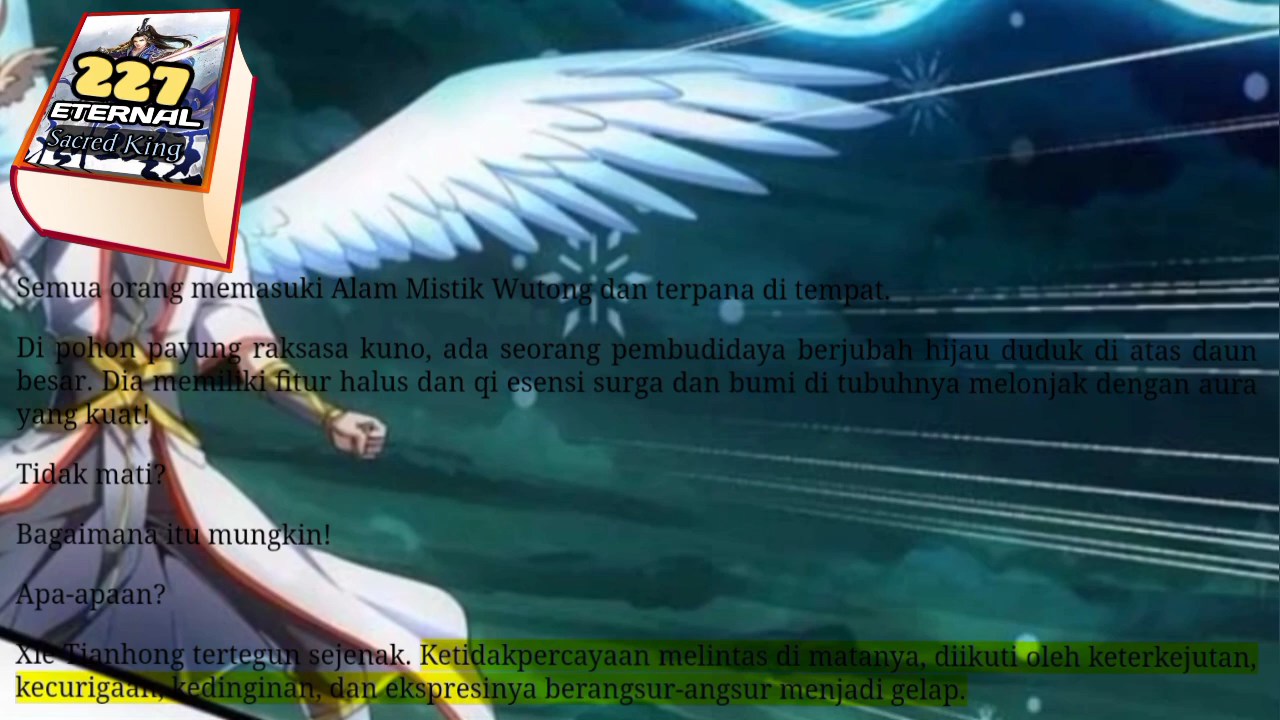 227
ETERNAL
Sacred King
Semua orang memasuki Alam Mistik Wutong dan terpana di tempat.
Di pohon payung raksasa kuno, ada seorang pembudidaya berjubah hijau duduk di atas daun
besar. Dia memiliki fitur halus dan qi esensi surga dan bumi di tubuhnya melonjak dengan aura
yang kuat!
Tidak mati?
Bagaimana itu mungkin!
Apa-apaan?
Xie Tianhong tertegun sejenak. Ketidakpercayaan melintas di matanya, diikuti oleh keterkejutan,
kecurigaan, kedinginan, dan ekspresinya berangsur-angsur menjadi gelap.